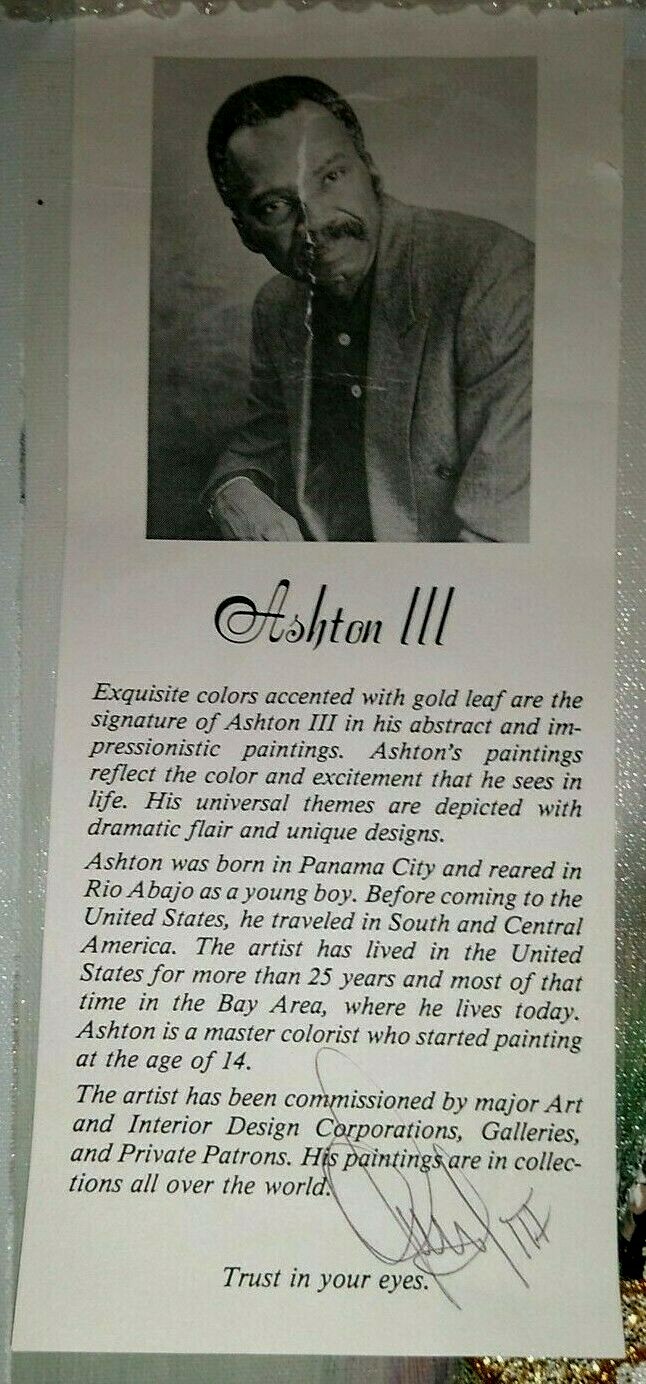 Ashton III
Exquisite colors accented with gold leaf are the
signature of Ashton III in his abstract and im-
pressionistic paintings. Ashton's paintings
reflect the color and excitement that he sees in
life. His universal themes are depicted with
dramatic flair and unique designs.
Ashton was born in Panama City and reared in
Rio Abajo as a young boy. Before coming to the
United States, he traveled in South and Central
America. The artist has lived in the United
States for more than 25 years and most of that
time in the Bay Area, where he lives today.
Ashton is a master colorist who started painting
at the age of 14.
The artist has been commissioned by major Art
and Interior Design Corporations, Galleries,
and Private Patrons. His paintings are in collec-
tions all over the world.
Trust in your eyes.